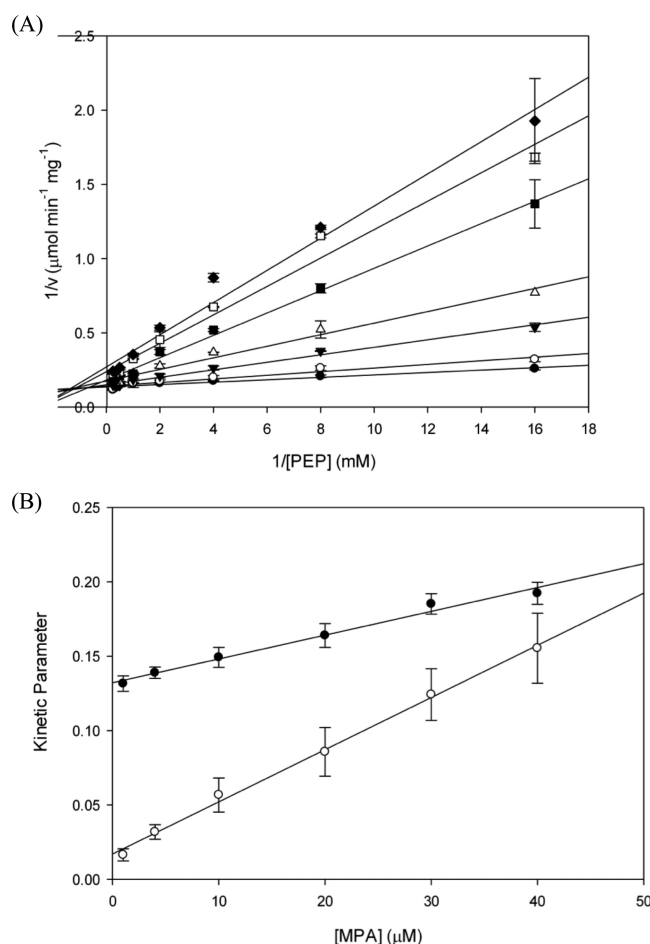 (A)
2.5
2.0
1.5
1.0
0.5
0.0
1/v (μmol min⁻¹ mg⁻¹)
0 2 4 6 8 10 12 14 16 18
1/[PEP] (mM)
(B)
0.25
0.20
0.15
0.10
0.05
0.00
Kinetic Parameter
0 10 20 30 40 50
[MPA] (μM)